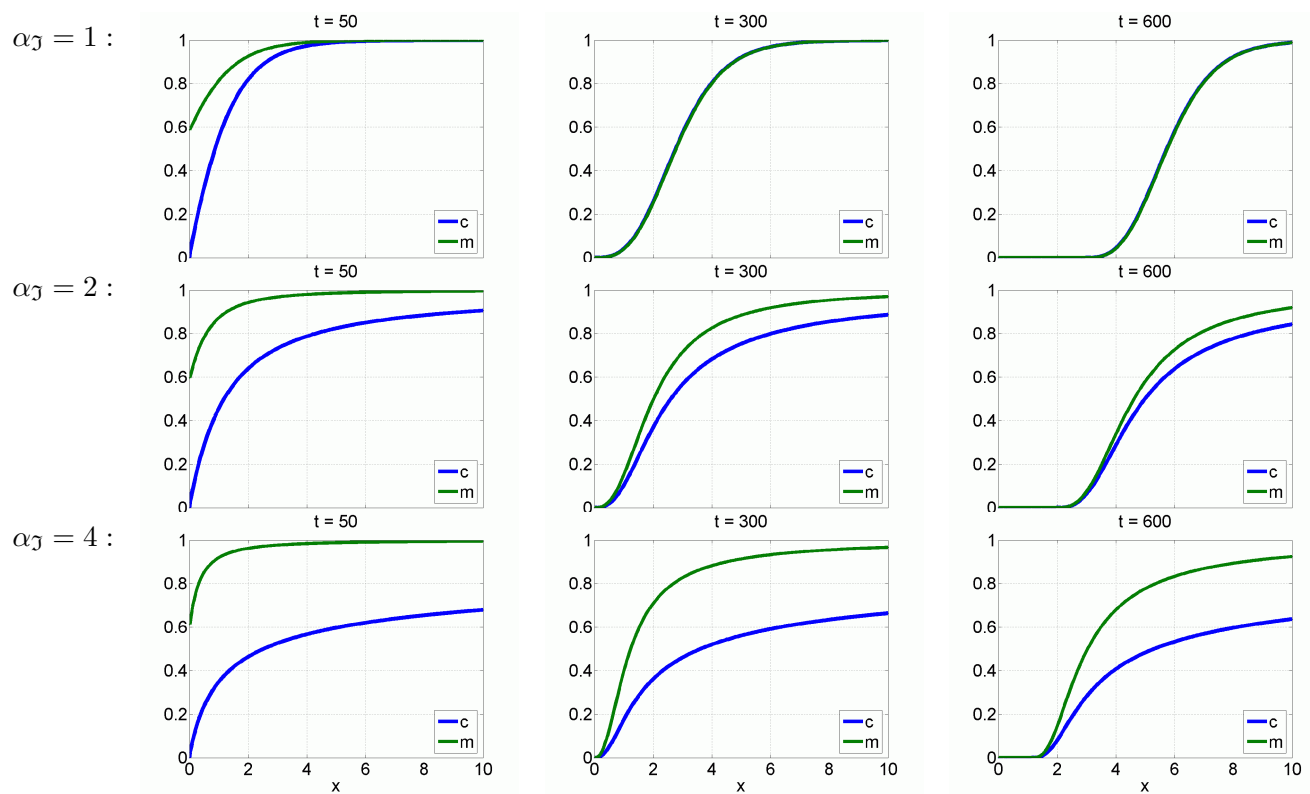 t = 50 t = 300 t = 600
α_ℑ = 1 :
1 1 1
0.8 0.8 0.8
0.6 0.6 0.6
0.4 0.4 0.4
0.2 c 0.2 c 0.2 c
m m m
0 0 0
t = 50 t = 300 t = 600
α_ℑ = 2 :
1 1 1
0.8 0.8 0.8
0.6 0.6 0.6
0.4 0.4 0.4
0.2 c 0.2 c 0.2 c
m m m
0 0 0
t = 50 t = 300 t = 600
α_ℑ = 4 :
1 1 1
0.8 0.8 0.8
0.6 0.6 0.6
0.4 0.4 0.4
0.2 c 0.2 c 0.2 c
m m m
0 0 0
0 2 4 6 8 10 0 2 4 6 8 10 0 2 4 6 8 10
x x x